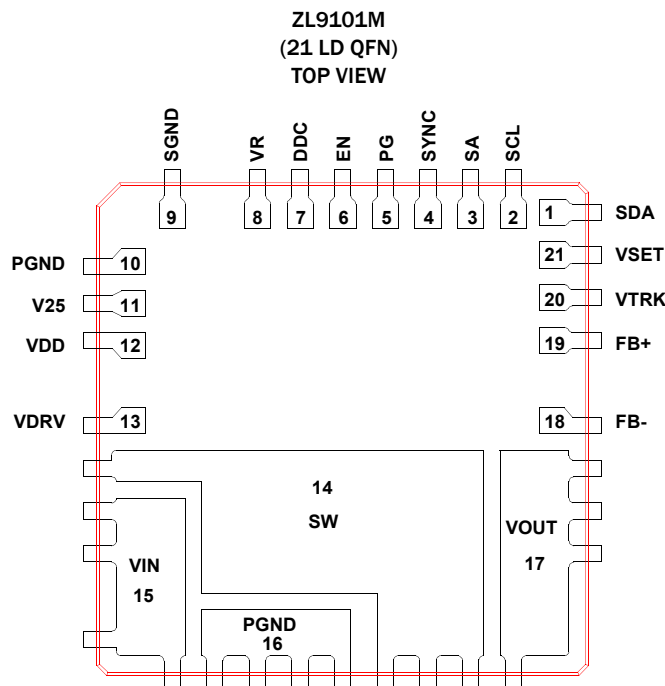 ZL9101M
(21 LD QFN)
TOP VIEW
SGND
VR
DDC
EN
PG
SYNC
SA
SCL
9
8
7
6
5
4
3
2
1
SDA
21
VSET
20
VTRK
19
FB+
18
FB-
PGND
10
V25
11
VDD
12
VDRV
13
14
SW
VIN
15
PGND
16
VOUT
17